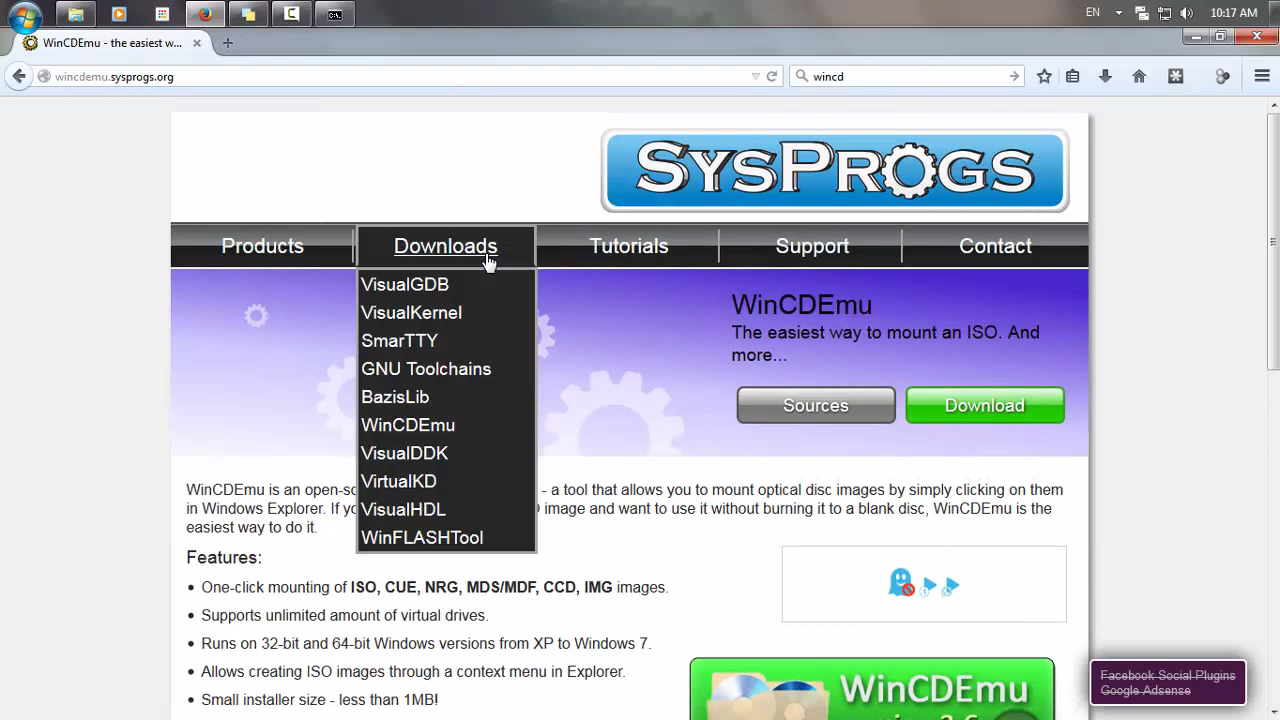 EN
10:17 AM
WinCDEmu - the easiest w...
wincdemu.sysprogs.org
wincd
SYSPROGS
Products
Downloads
Tutorials
Support
Contact
VisualGDB
VisualKernel
SmarTTY
GNU Toolchains
BazisLib
WinCDEmu
VisualDDK
VirtualKD
VisualHDL
WinFLASHTool
WinCDEmu
The easiest way to mount an ISO. And
more...
Sources
Download
WinCDEmu is an open-so - a tool that allows you to mount optical disc images by simply clicking on them
in Windows Explorer. If yo image and want to use it without burning it to a blank disc, WinCDEmu is the
easiest way to do it.
Features:
One-click mounting of ISO, CUE, NRG, MDS/MDF, CCD, IMG images.
Supports unlimited amount of virtual drives.
Runs on 32-bit and 64-bit Windows versions from XP to Windows 7.
Allows creating ISO images through a context menu in Explorer.
Small installer size - less than 1MB!
WinCDEmu
Facebook Social Plugins
Google Adsense